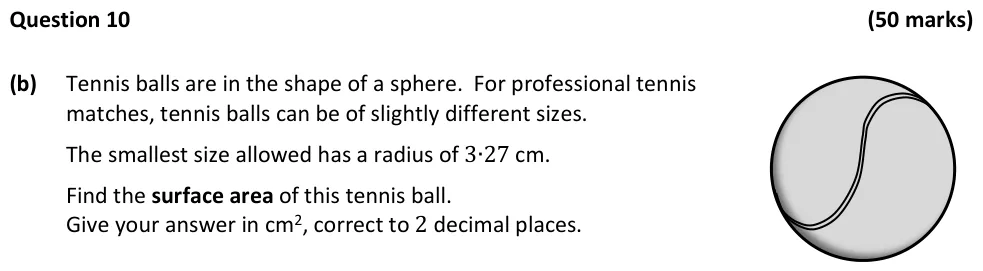 Question 10 (50 marks)
(b) Tennis balls are in the shape of a sphere. For professional tennis
matches, tennis balls can be of slightly different sizes.
The smallest size allowed has a radius of 3·27 cm.
Find the surface area of this tennis ball.
Give your answer in cm², correct to 2 decimal places.